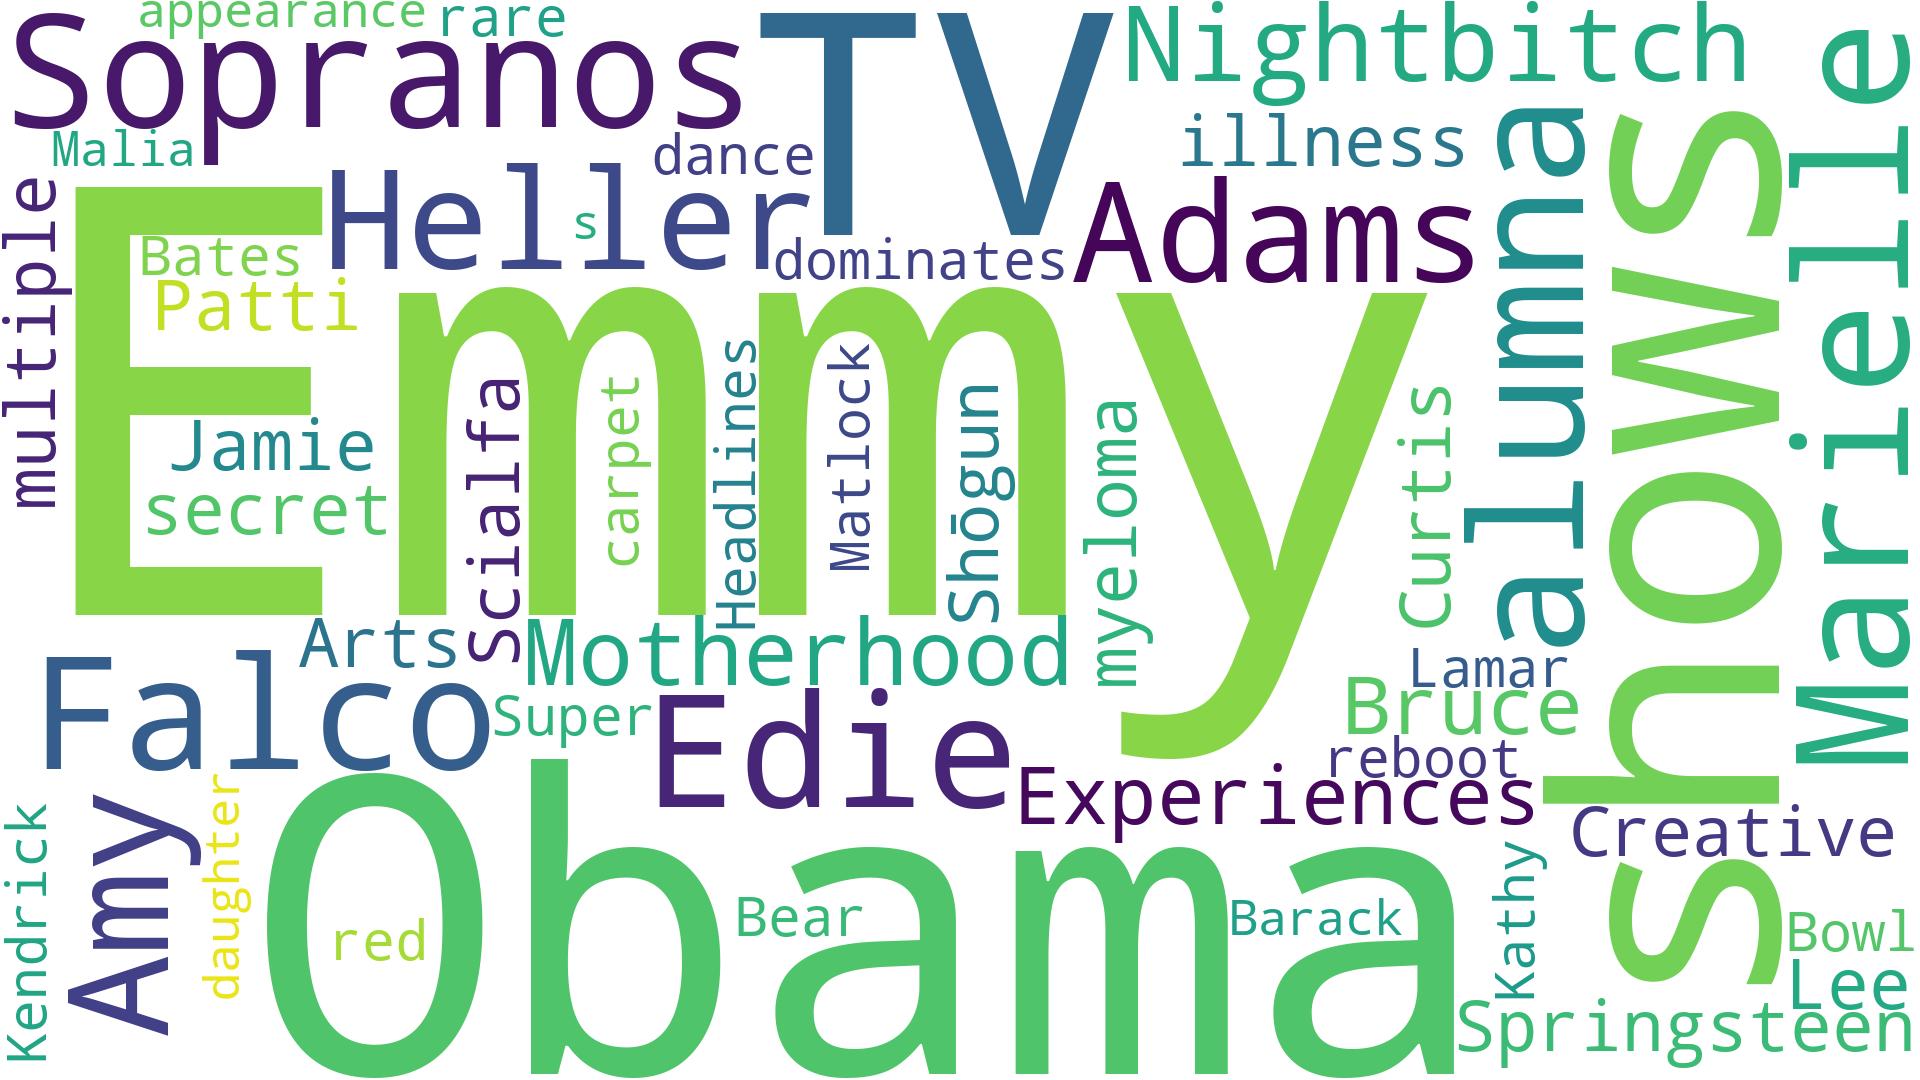 appearance
rare
Sopranos
TV
Nightbitch
Malia
dance
illness
alumna
shows
Marielle
multiple
Heller
s
Adams
Bates
dominates
Patti
Emmy
Jamie
secret
Scialfa
carpet
Headlines
Matlock
Shōgun
myeloma
Curtis
Arts
Motherhood
Lamar
Falco
Super
Edie
Bruce
reboot
Experiences
Kendrick
Amy
daughter
Obama
Creative
red
Bear
Barack
Kathy
Bowl
Lee
Springsteen